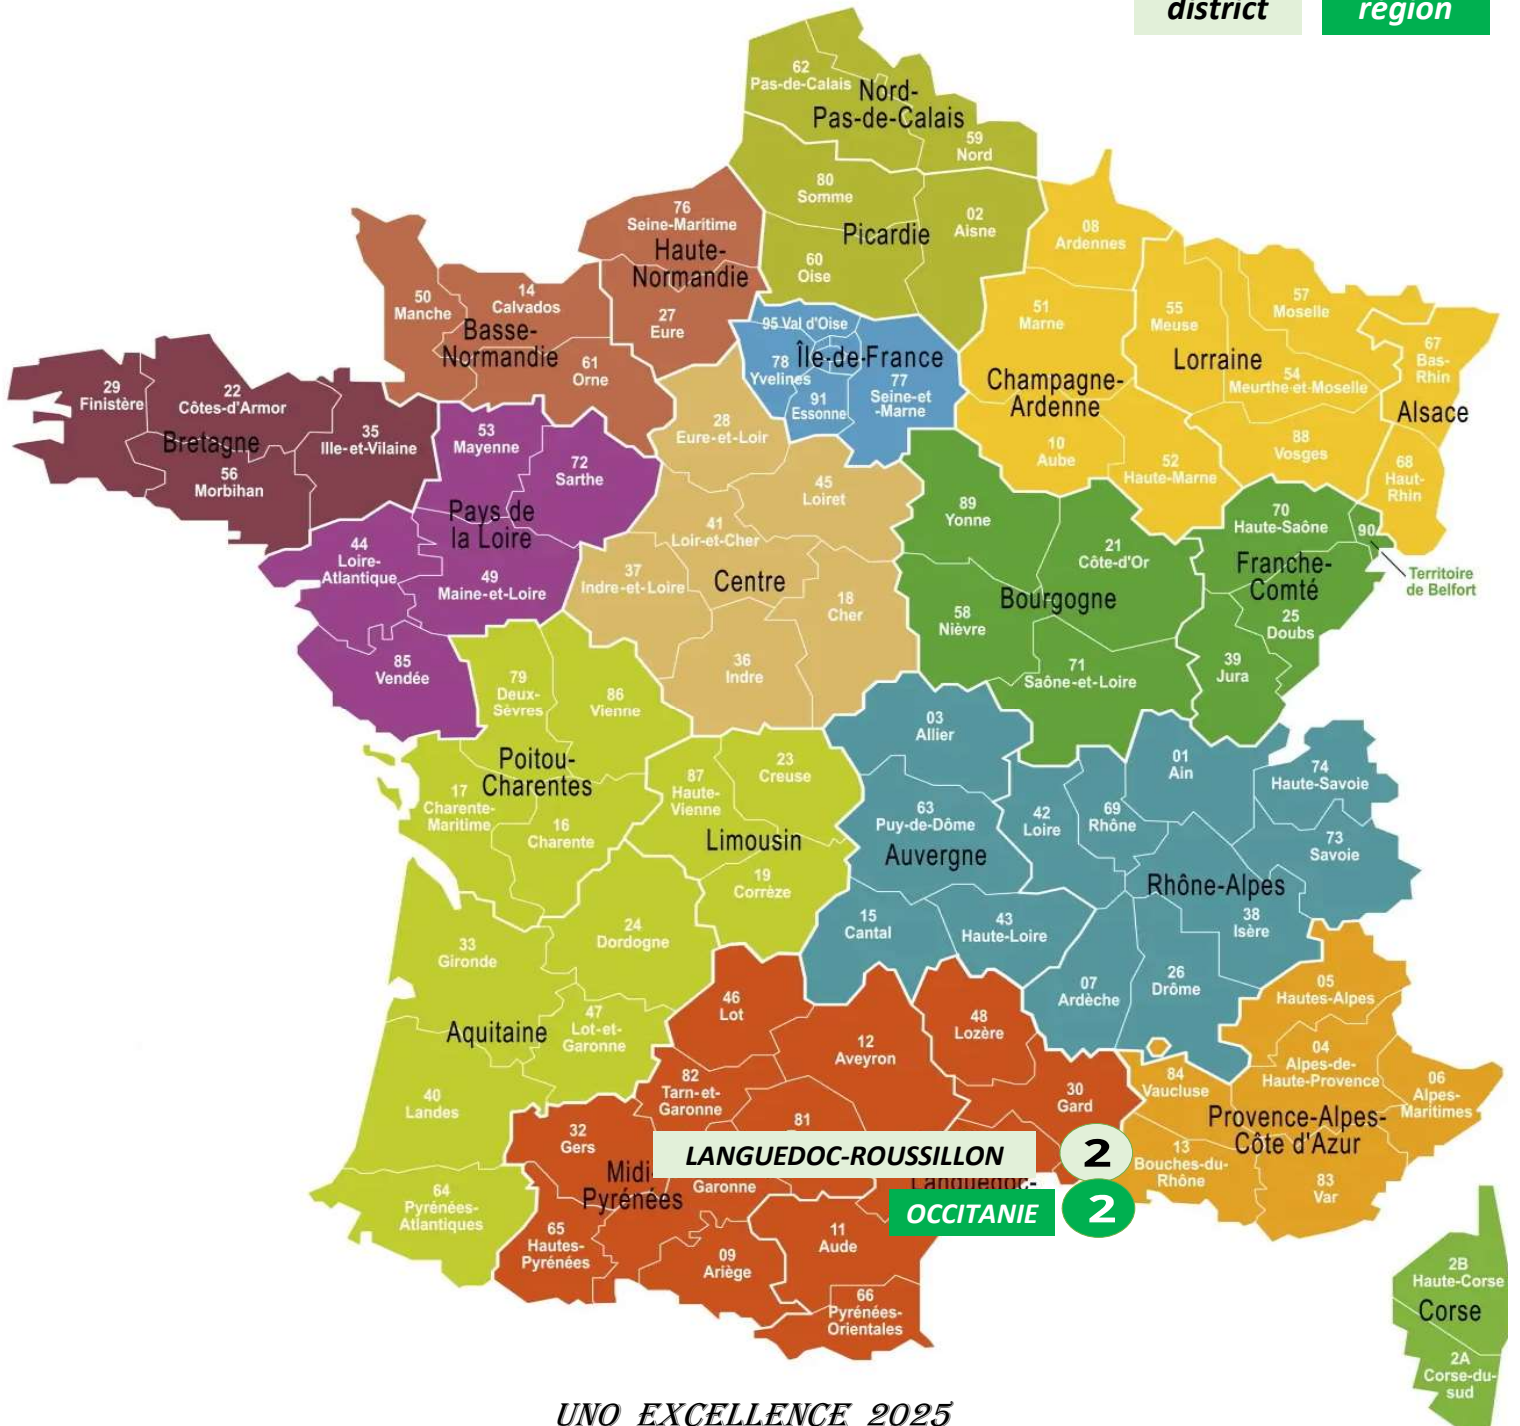 district
région
62
Pas-de-Calais
Nord-
Pas-de-Calais
59
Nord
80
Somme
02
Aisne
Picardie
60
Oise
76
Seine-Maritime
Haute-
Normandie
27
Eure
08
Ardennes
51
Marne
55
Meuse
57
Moselle
67
Bas-
Rhin
Lorraine
54
Meurthe-et-Moselle
Champagne-
Ardenne
Alsace
10
Aube
52
Haute-Marne
88
Vosges
68
Haut-
Rhin
50
Manche
14
Calvados
Basse-
Normandie
61
Orne
95 Val d'Oise
Île-de-France
78
Yvelines
91
Essonne
77
Seine-et
-Marne
29
Finistère
22
Côtes-d'Armor
Bretagne
35
Ille-et-Vilaine
56
Morbihan
53
Mayenne
72
Sarthe
Pays de
la Loire
44
Loire-
Atlantique
49
Maine-et-Loire
85
Vendée
28
Eure-et-Loir
45
Loiret
41
Loir-et-Cher
37
Indre-et-Loire
Centre
18
Cher
36
Indre
89
Yonne
21
Côte-d'Or
Bourgogne
58
Nièvre
71
Saône-et-Loire
70
Haute-Saône
90
Territoire
de Belfort
Franche-
Comté
25
Doubs
39
Jura
79
Deux-
Sèvres
86
Vienne
Poitou-
Charentes
17
Charente-
Maritime
16
Charente
87
Haute-
Vienne
23
Creuse
Limousin
19
Corrèze
03
Allier
63
Puy-de-Dôme
Auvergne
15
Cantal
43
Haute-Loire
42
Loire
69
Rhône
01
Ain
74
Haute-Savoie
73
Savoie
Rhône-Alpes
38
Isère
07
Ardèche
26
Drôme
33
Gironde
24
Dordogne
47
Lot-et-
Garonne
Aquitaine
40
Landes
64
Pyrénées-
Atlantiques
46
Lot
12
Aveyron
48
Lozère
82
Tarn-et-
Garonne
81
30
Gard
32
Gers
Midi-
Pyrénées
Garonne
65
Hautes-
Pyrénées
09
Ariège
11
Aude
66
Pyrénées-
Orientales
LANGUEDOC-ROUSSILLON
2
Languedoc-
OCCITANIE
2
05
Hautes-Alpes
04
Alpes-de-
Haute-Provence
06
Alpes-
Maritimes
84
Vaucluse
Provence-Alpes-
Côte d'Azur
13
Bouches-du-
Rhône
83
Var
2B
Haute-Corse
Corse
2A
Corse-du-
sud
UNO EXCELLENCE 2025